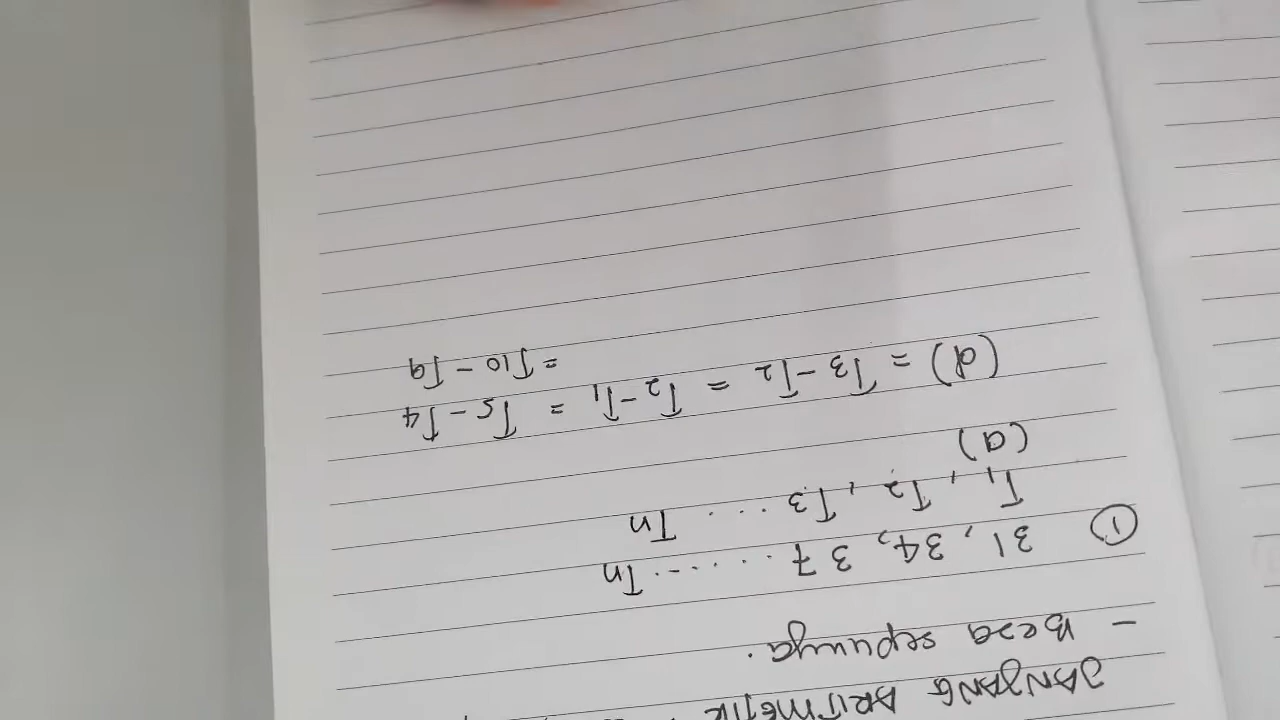 JANJANG ARITMETIK
- Beza sepunya.
① 31, 34, 37 ....... Tn
T1, T2, T3 .... Tn
(a)
(d) = T3 - T2 = T2 - T1 = T5 - T4
= T10 - T9